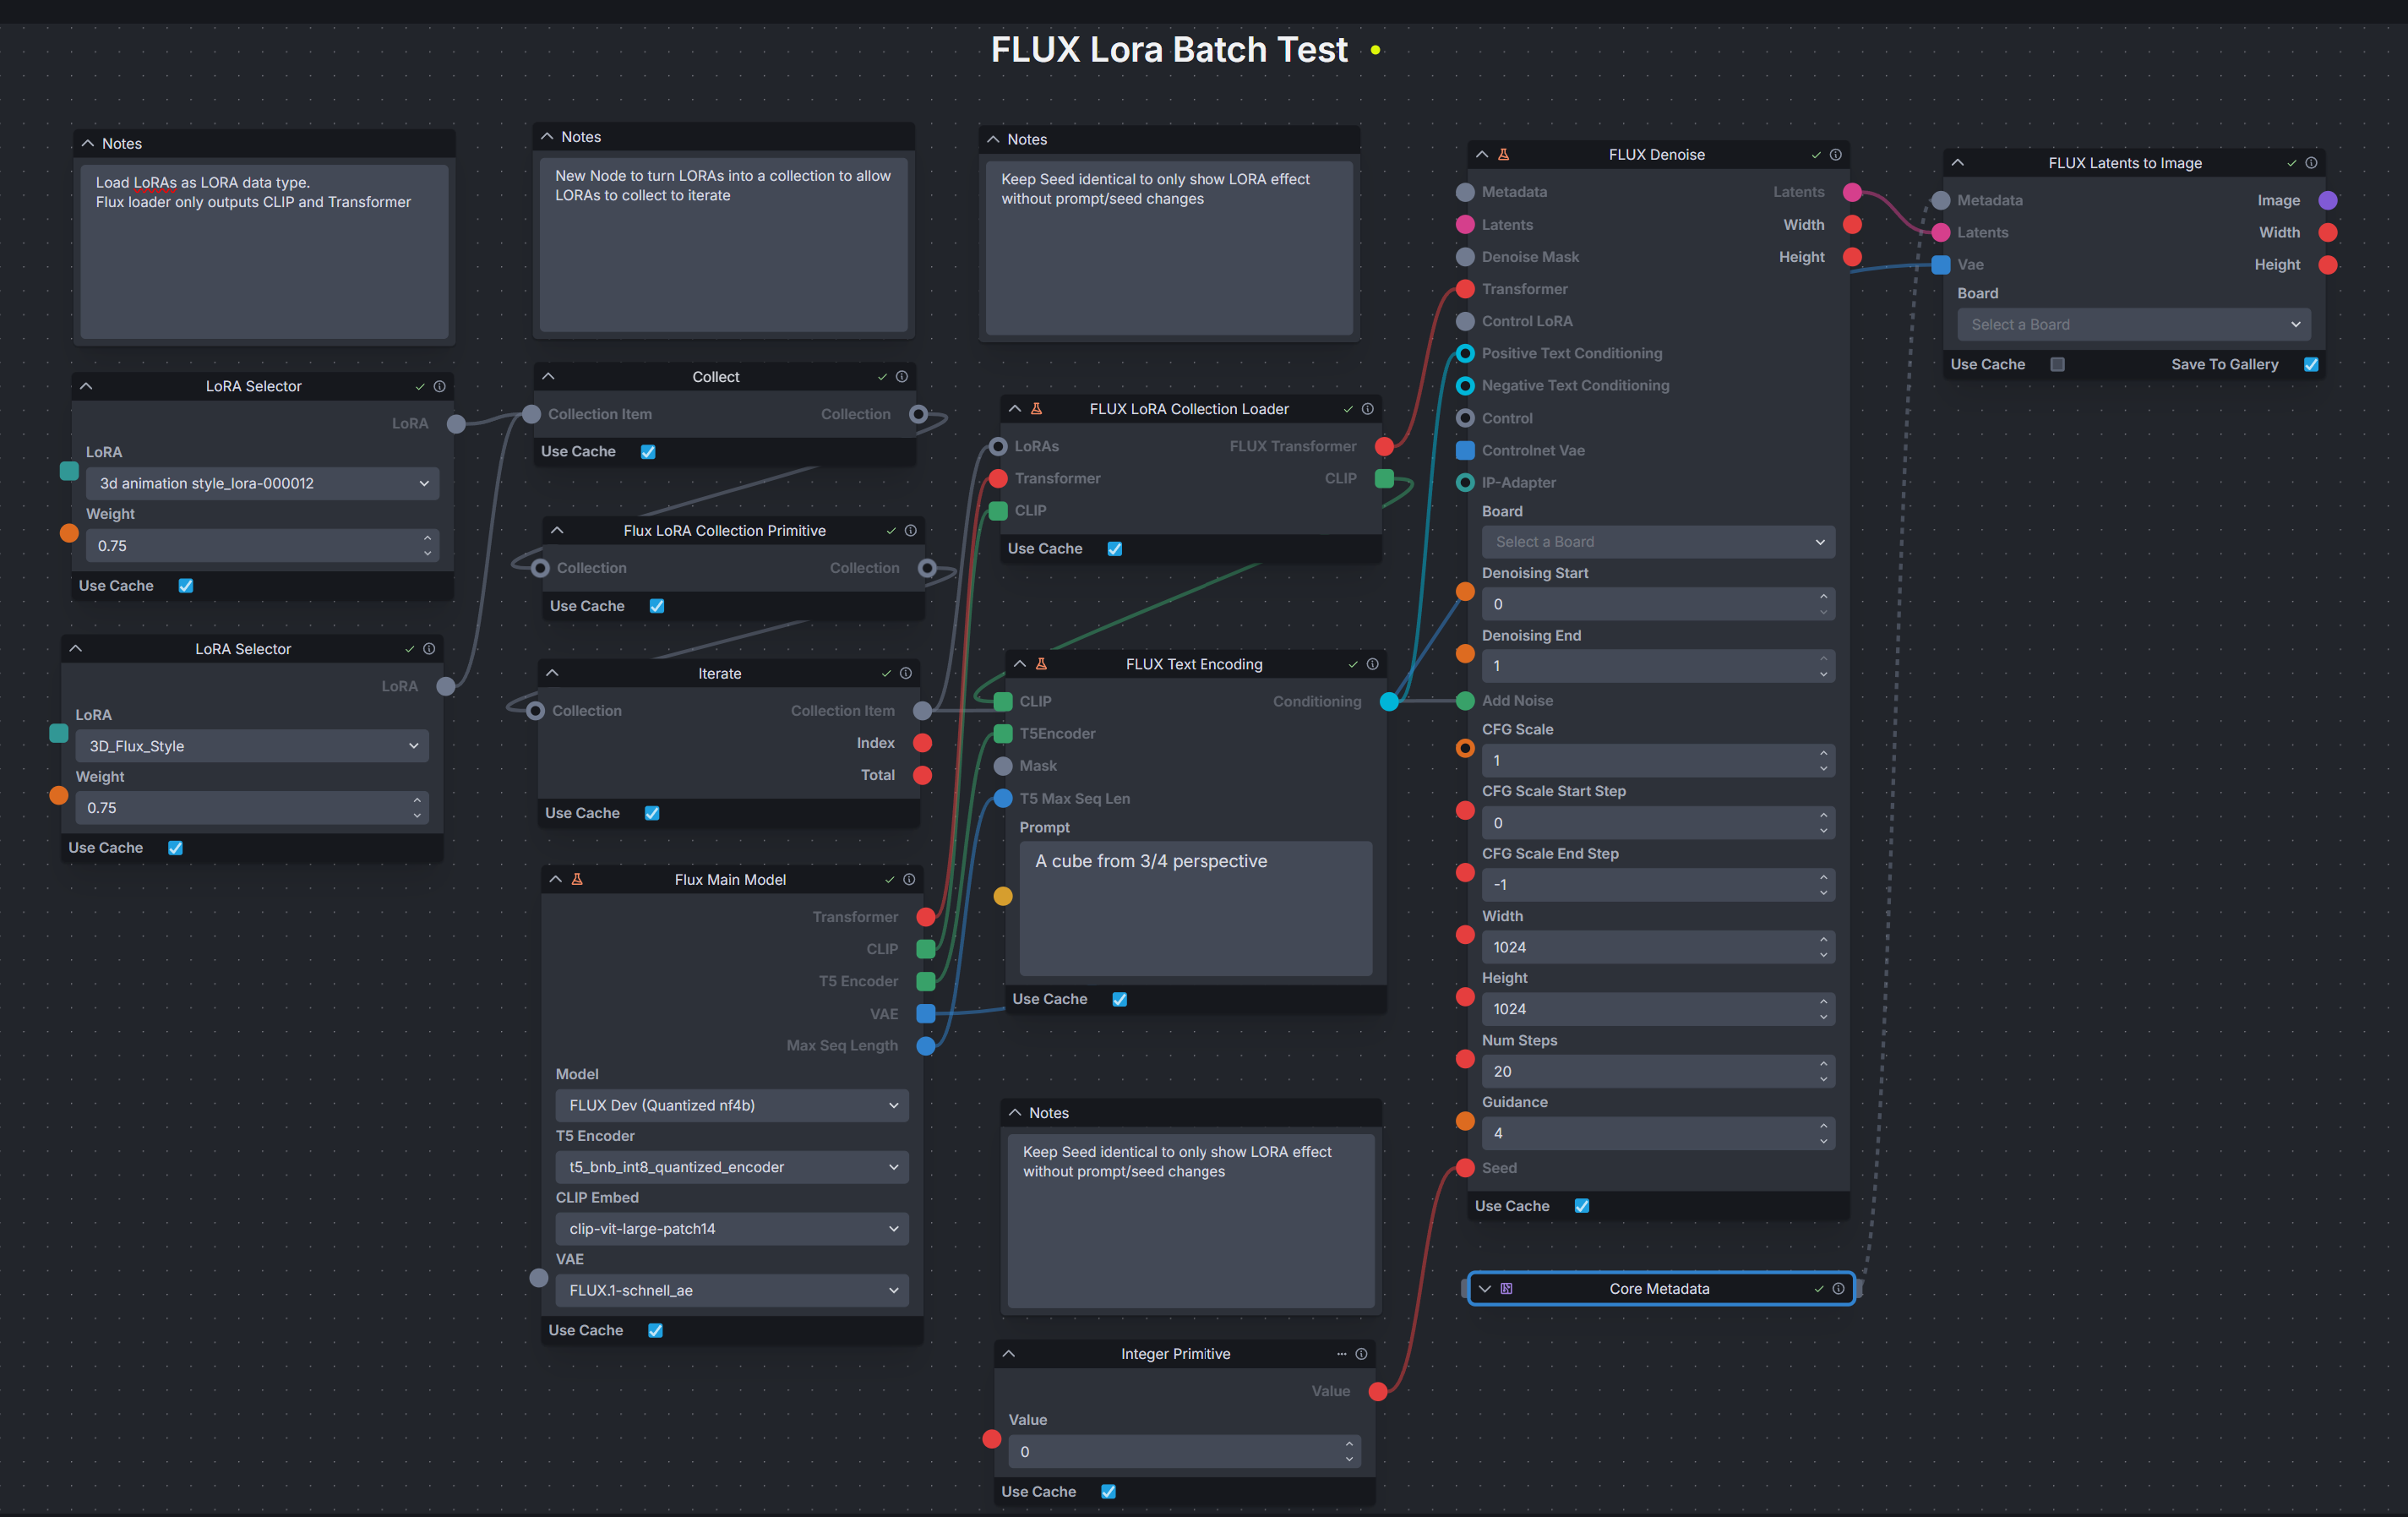 FLUX Lora Batch Test
Notes
Load LoRAs as LORA data type.
Flux loader only outputs CLIP and Transformer
LoRA Selector
LoRA
LoRA
3d animation style_lora-000012
Weight
0.75
Use Cache
LoRA Selector
LoRA
LoRA
3D_Flux_Style
Weight
0.75
Use Cache
Notes
New Node to turn LORAs into a collection to allow
LORAs to collect to iterate
Collect
Collection Item Collection
Use Cache
Flux LoRA Collection Primitive
Collection Collection
Use Cache
Iterate
Collection Collection Item
Index
Total
Use Cache
Flux Main Model
Transformer
CLIP
T5 Encoder
VAE
Max Seq Length
Model
FLUX Dev (Quantized nf4b)
T5 Encoder
t5_bnb_int8_quantized_encoder
CLIP Embed
clip-vit-large-patch14
VAE
FLUX.1-schnell_ae
Use Cache
Notes
Keep Seed identical to only show LORA effect
without prompt/seed changes
FLUX LoRA Collection Loader
LoRAs FLUX Transformer
Transformer CLIP
CLIP
Use Cache
FLUX Text Encoding
CLIP Conditioning
T5Encoder
Mask
T5 Max Seq Len
Prompt
A cube from 3/4 perspective
Use Cache
Notes
Keep Seed identical to only show LORA effect
without prompt/seed changes
Integer Primitive
Value
Value
0
Use Cache
FLUX Denoise
Metadata Latents
Latents Width
Denoise Mask Height
Transformer
Control LoRA
Positive Text Conditioning
Negative Text Conditioning
Control
Controlnet Vae
IP-Adapter
Board
Select a Board
Denoising Start
0
Denoising End
1
Add Noise
CFG Scale
1
CFG Scale Start Step
0
CFG Scale End Step
-1
Width
1024
Height
1024
Num Steps
20
Guidance
4
Seed
Use Cache
Core Metadata
FLUX Latents to Image
Metadata Image
Latents Width
Vae Height
Board
Select a Board
Use Cache Save To Gallery